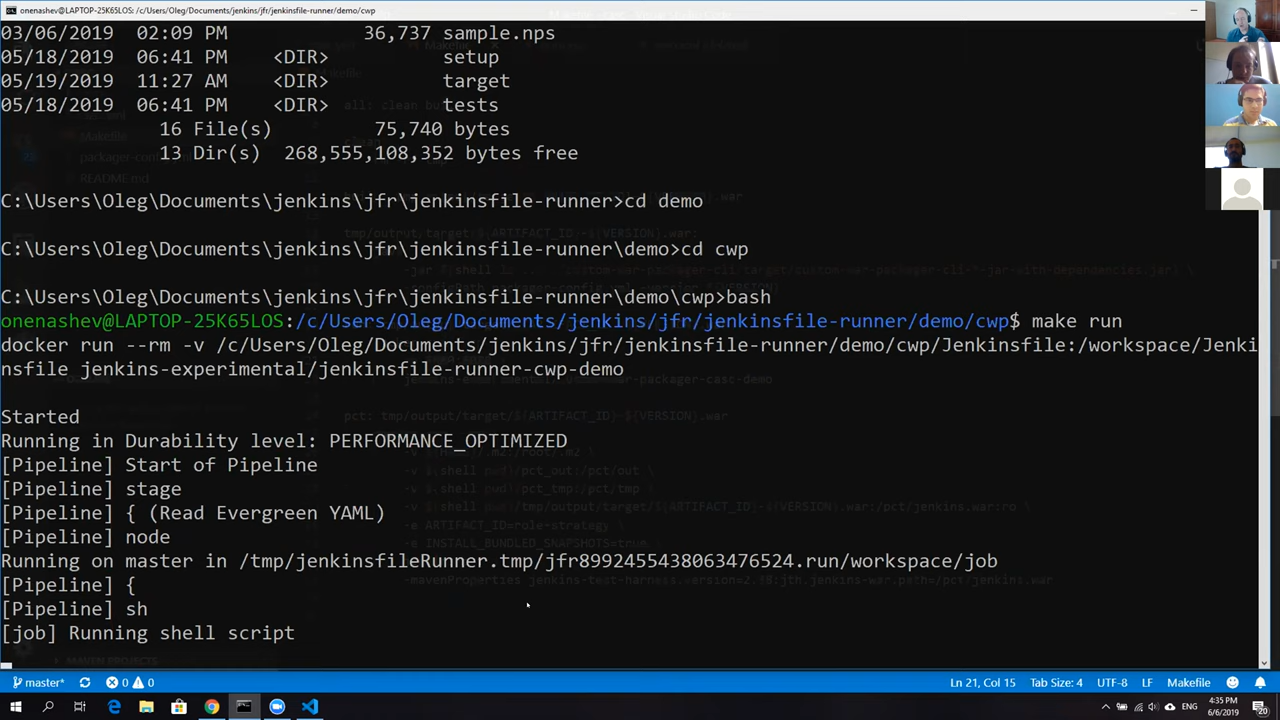 onenashev@LAPTOP-25K65LOS: /c/Users/Oleg/Documents/jenkins/jfr/jenkinsfile-runner/demo/cwp
03/06/2019 02:09 PM 36,737 sample.nps
05/18/2019 06:41 PM <DIR> setup
05/19/2019 11:27 AM <DIR> target
05/18/2019 06:41 PM <DIR> tests
16 File(s) 75,740 bytes
13 Dir(s) 268,555,108,352 bytes free
C:\Users\Oleg\Documents\jenkins\jfr\jenkinsfile-runner>cd demo
C:\Users\Oleg\Documents\jenkins\jfr\jenkinsfile-runner\demo>cd cwp
C:\Users\Oleg\Documents\jenkins\jfr\jenkinsfile-runner\demo\cwp>bash
onenashev@LAPTOP-25K65LOS:/c/Users/Oleg/Documents/jenkins/jfr/jenkinsfile-runner/demo/cwp$ make run
docker run --rm -v /c/Users/Oleg/Documents/jenkins/jfr/jenkinsfile-runner/demo/cwp/Jenkinsfile:/workspace/Jenki
nsfile jenkins-experimental/jenkinsfile-runner-cwp-demo
Started
Running in Durability level: PERFORMANCE_OPTIMIZED
[Pipeline] Start of Pipeline
[Pipeline] stage
[Pipeline] { (Read Evergreen YAML)
[Pipeline] node
Running on master in /tmp/jenkinsfileRunner.tmp/jfr8992455438063476524.run/workspace/job
[Pipeline] {
[Pipeline] sh
[job] Running shell script
MAVEN PROJECTS
master* 0 0 Ln 21, Col 15 Tab Size: 4 UTF-8 LF Makefile
ENG 4:35 PM
6/6/2019 20